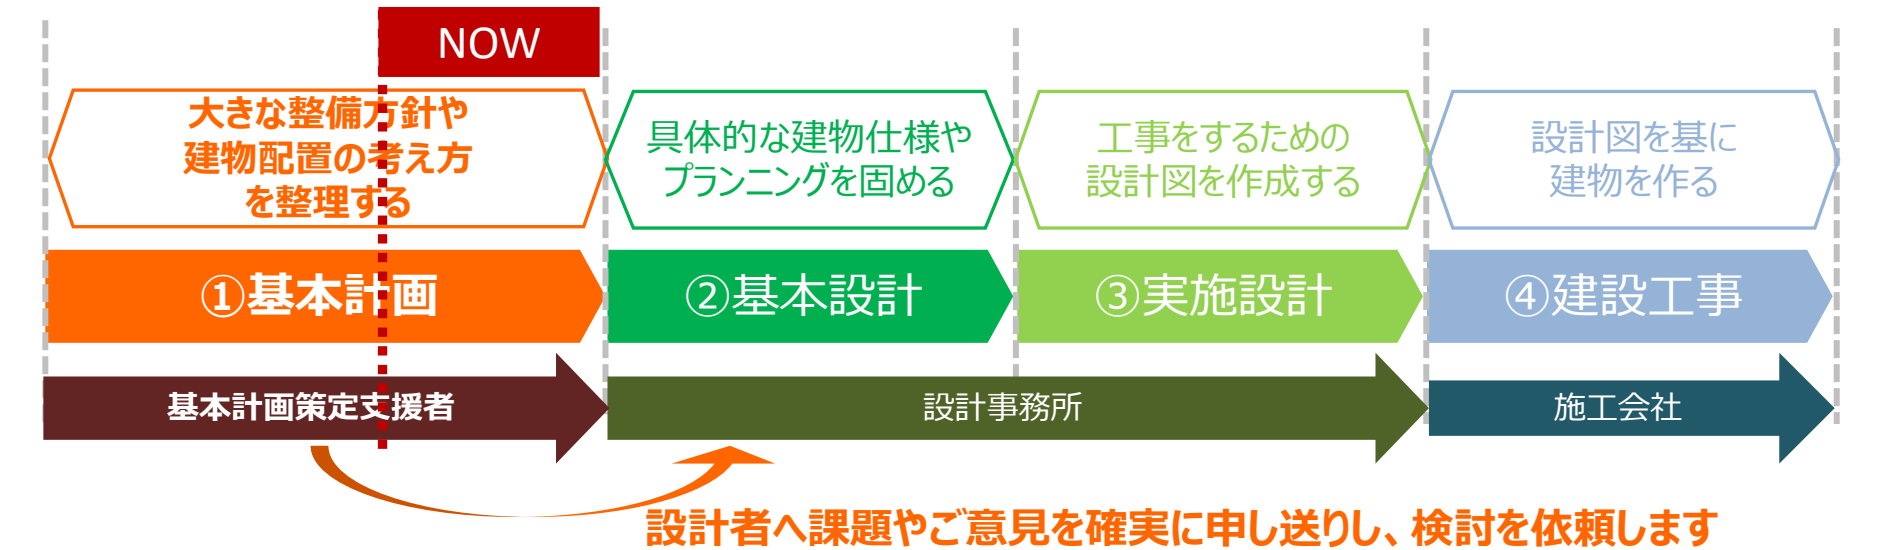 NOW
大きな整備方針や
建物配置の考え方
を整理する
具体的な建物仕様や
プランニングを固める
工事をするための
設計図を作成する
設計図を基に
建物を作る
①基本計画
②基本設計
③実施設計
④建設工事
基本計画策定支援者
設計事務所
施工会社
設計者へ課題やご意見を確実に申し送りし、検討を依頼します